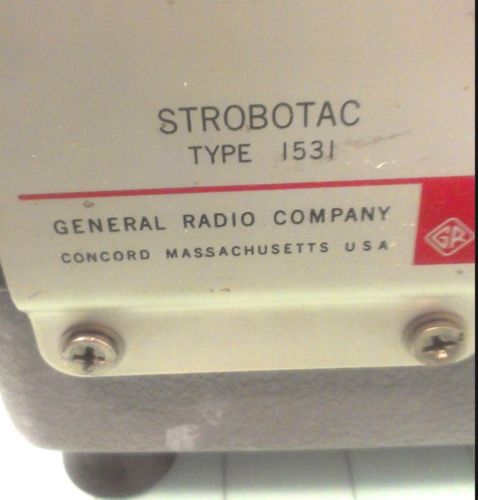 STROBOTAC
TYPE 1531
GENERAL RADIO COMPANY
GR
CONCORD MASSACHUSETTS USA